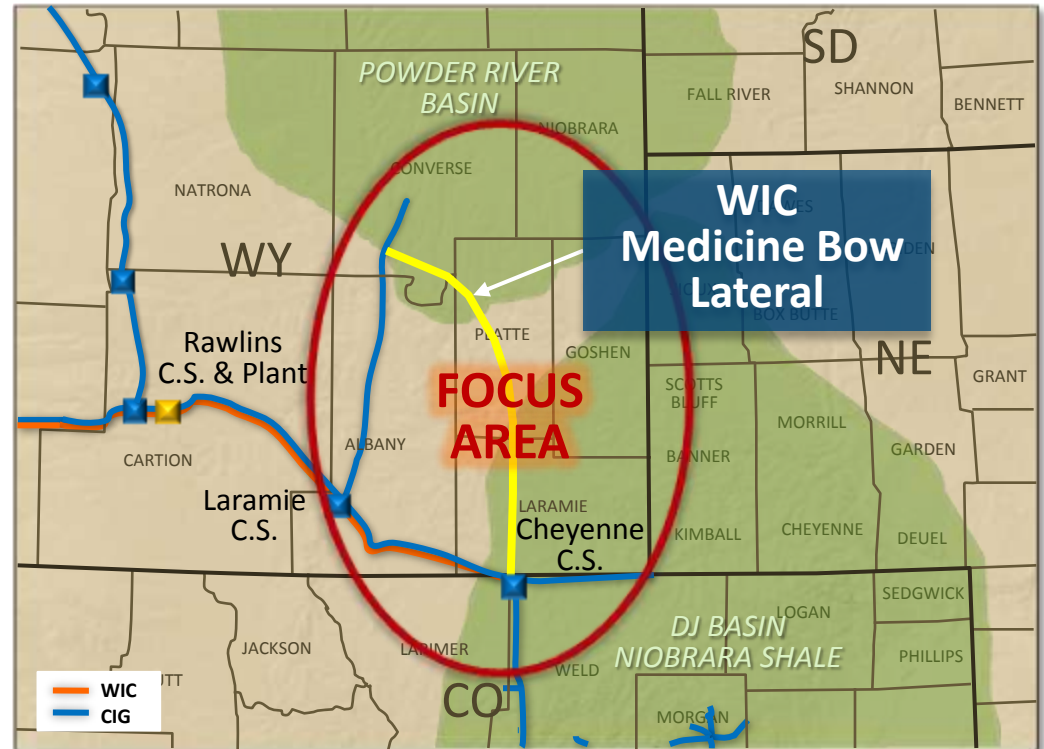 SD
POWDER RIVER
BASIN
FALL RIVER
SHANNON
BENNETT
NIOBRARA
CONVERSE
NATRONA
WIC
Medicine Bow
Lateral
WY
BOX BUTTE
PLATTE
Rawlins
C.S. & Plant
GOSHEN
NE
GRANT
FOCUS
AREA
SCOTTS
BLUFF
MORRILL
ALBANY
GARDEN
CARTION
BANNER
Laramie
C.S.
LARAMIE
Cheyenne
C.S.
KIMBALL
CHEYENNE
DEUEL
SEDGWICK
LOGAN
DJ BASIN
NIOBRARA SHALE
JACKSON
LARIMER
PHILLIPS
WELD
WIC
CIG
CO
MORGAN